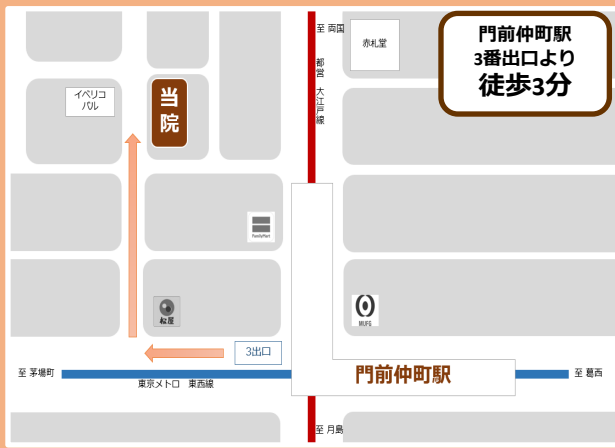 門前仲町駅
3番出口より
徒歩3分
至 両国
赤札堂
都営 大江戸線
イベリコ
バル
当院
FamilyMart
松屋
MUFG
3出口
至 茅場町
東京メトロ 東西線
門前仲町駅
至 葛西
至 月島